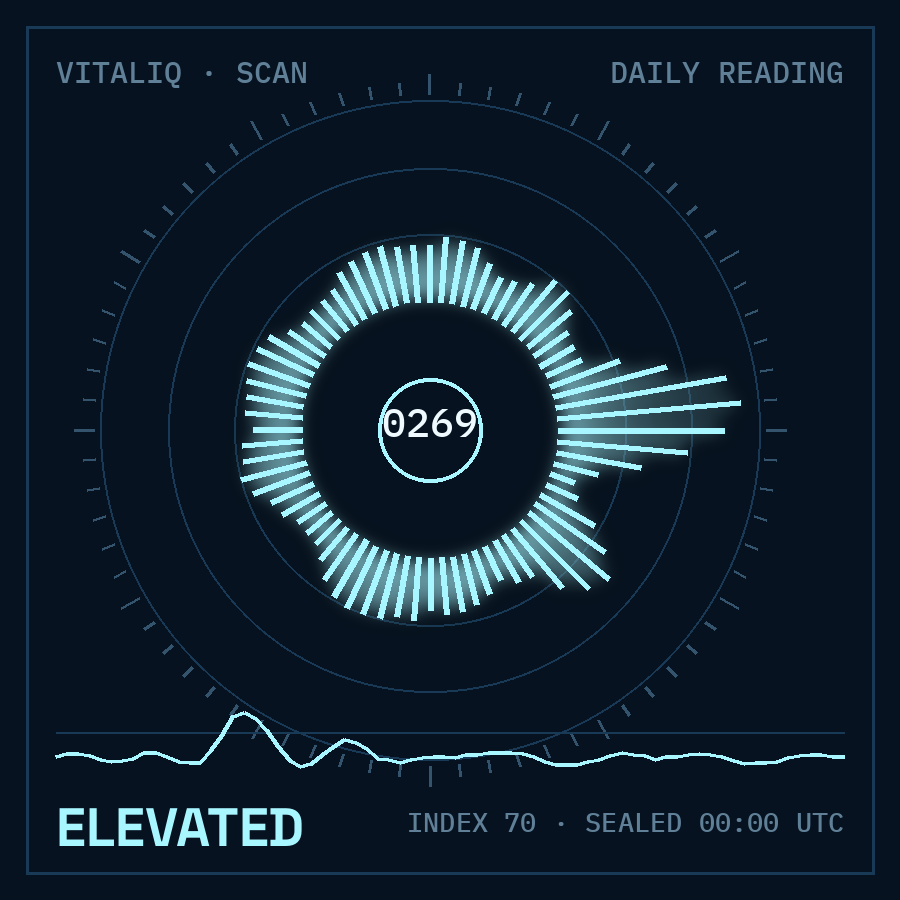 VITALIQ · SCAN
DAILY READING
0269
ELEVATED
INDEX 70 · SEALED 00:00 UTC